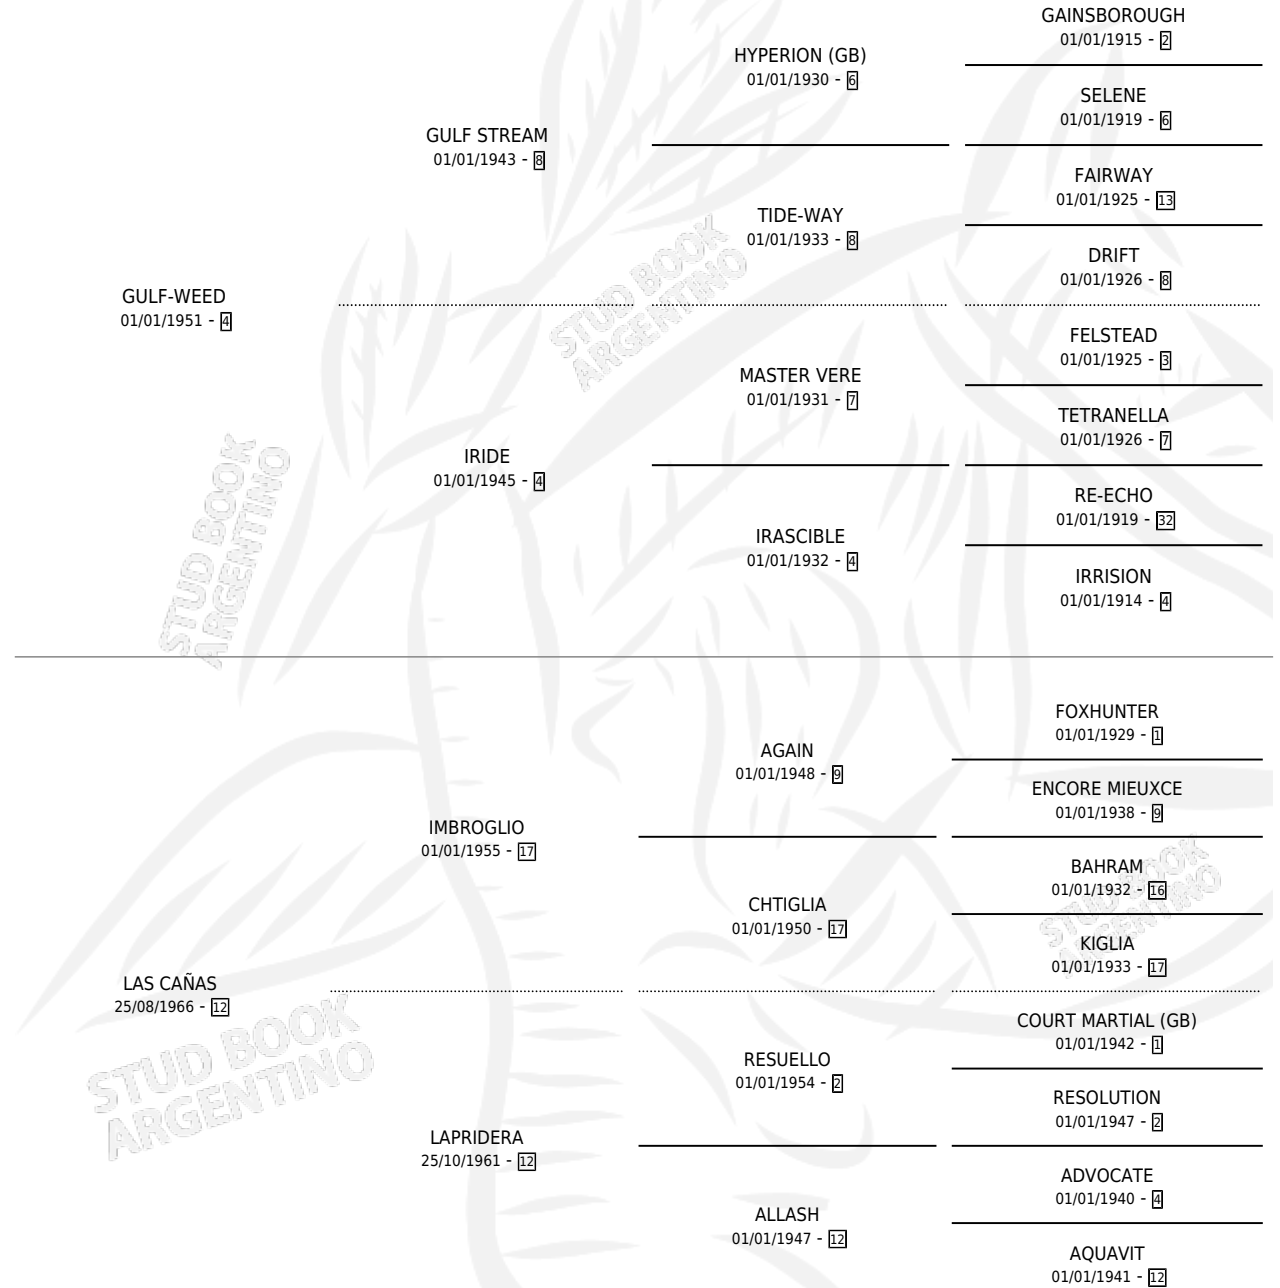 GAINSBOROUGH
01/01/1915 - 2
HYPERION (GB)
01/01/1930 - 6
SELENE
01/01/1919 - 6
GULF STREAM
01/01/1943 - 8
FAIRWAY
01/01/1925 - 13
TIDE-WAY
01/01/1933 - 8
DRIFT
01/01/1926 - 8
GULF-WEED
01/01/1951 - 4
FELSTEAD
01/01/1925 - 3
MASTER VERE
01/01/1931 - 7
TETRANELLA
01/01/1926 - 7
IRIDE
01/01/1945 - 4
RE-ECHO
01/01/1919 - 32
IRASCIBLE
01/01/1932 - 4
IRRISION
01/01/1914 - 4
FOXHUNTER
01/01/1929 - 1
AGAIN
01/01/1948 - 9
ENCORE MIEUXCE
01/01/1938 - 9
IMBROGLIO
01/01/1955 - 17
BAHRAM
01/01/1932 - 16
CHTIGLIA
01/01/1950 - 17
KIGLIA
01/01/1933 - 17
LAS CAÑAS
25/08/1966 - 12
COURT MARTIAL (GB)
01/01/1942 - 1
RESUELLO
01/01/1954 - 2
RESOLUTION
01/01/1947 - 2
LAPRIDERA
25/10/1961 - 12
ADVOCATE
01/01/1940 - 4
ALLASH
01/01/1947 - 12
AQUAVIT
01/01/1941 - 12
STUD BOOK
ARGENTINO
STUD BOOK
ARGENTINO
STUD BOOK
ARGENTINO
STUD BOOK
ARGENTINO